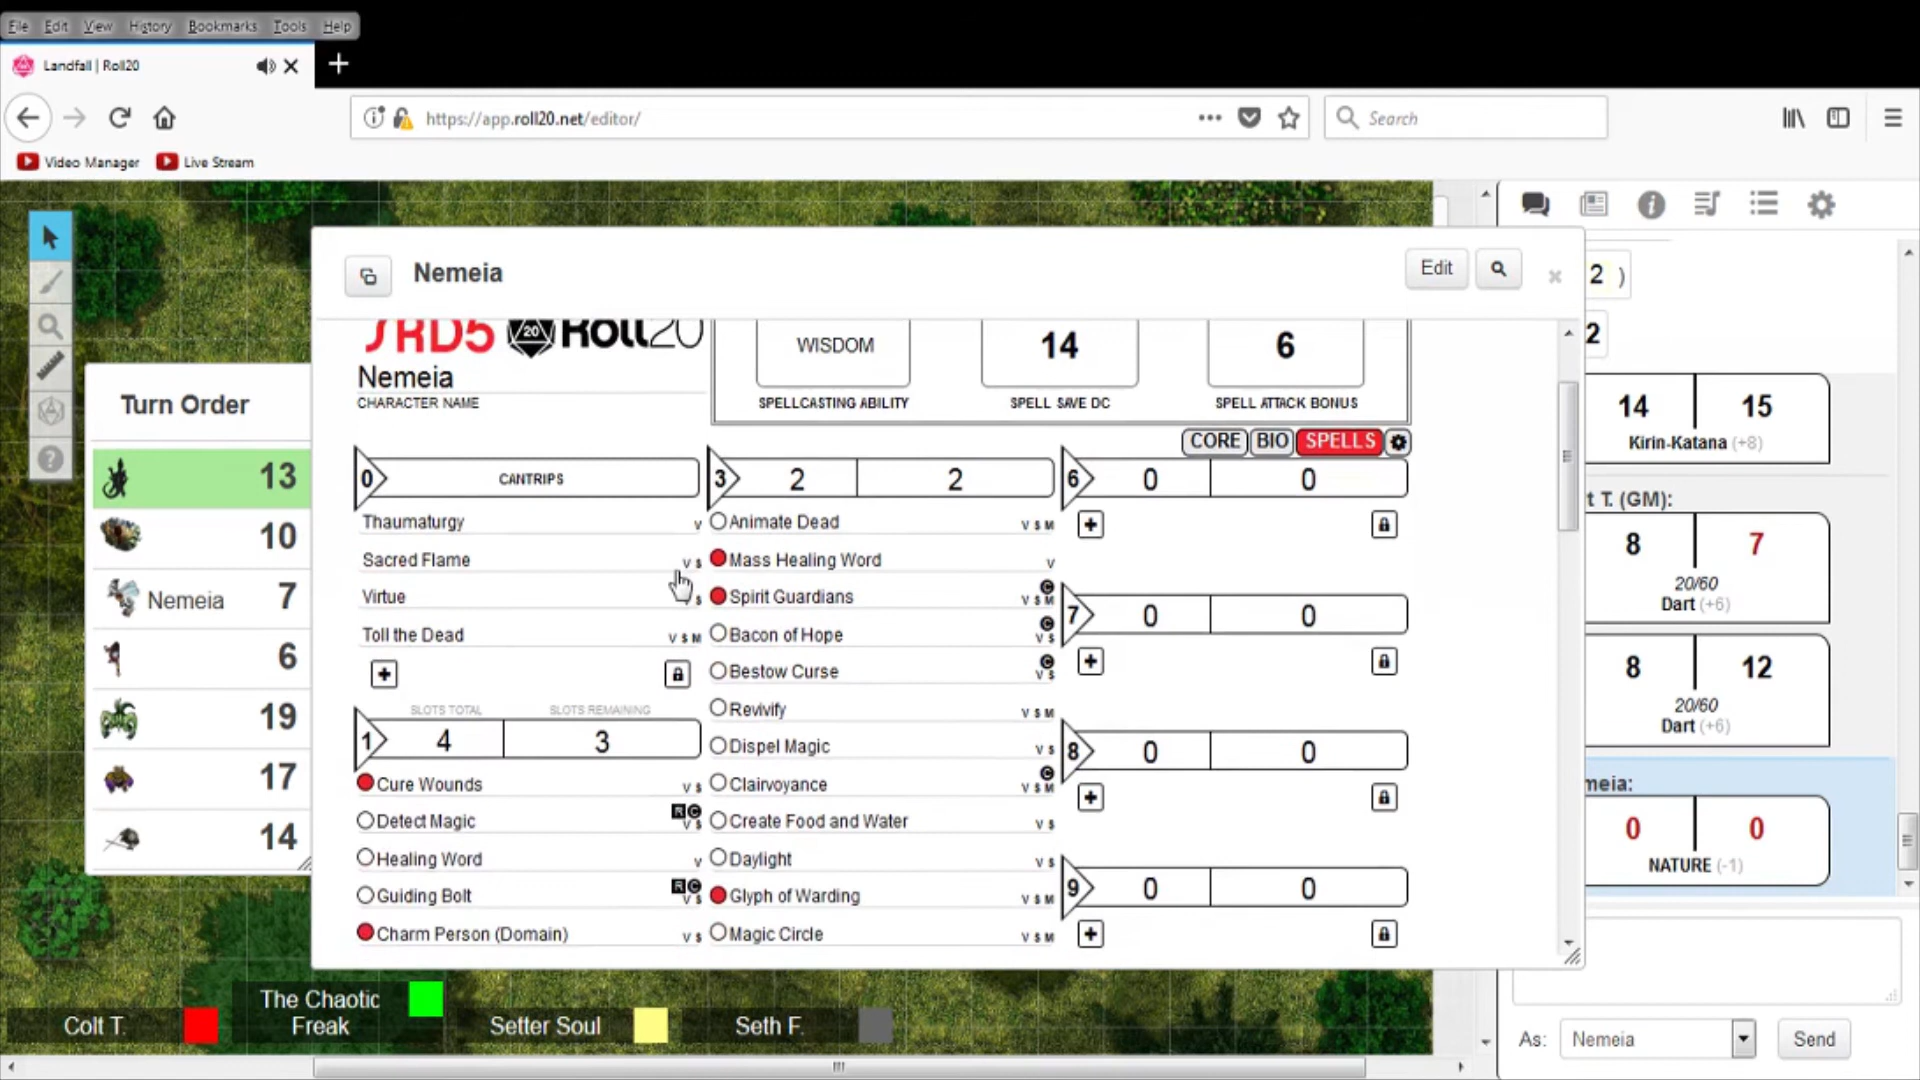 File Edit View History Bookmarks Tools Help
Landfall | Roll20
https://app.roll20.net/editor/
Search
Video Manager Live Stream
Nemeia
Edit
Turn Order
13
10
Nemeia 7
6
19
17
14
SRD5 20 Roll20
Nemeia
CHARACTER NAME
WISDOM
SPELLCASTING ABILITY
14
SPELL SAVE DC
6
SPELL ATTACK BONUS
CORE BIO SPELLS
0 CANTRIPS
Thaumaturgy V
Sacred Flame V S
Virtue S
Toll the Dead V S M
SLOTS TOTAL SLOTS REMAINING
1 4 3
Cure Wounds V S
Detect Magic R C V S
Healing Word V
Guiding Bolt R C V S
Charm Person (Domain) V S
3 2 2
Animate Dead V S M
Mass Healing Word V
Spirit Guardians C V S M
Bacon of Hope C V S
Bestow Curse C V S
Revivify V S M
Dispel Magic V S
Clairvoyance C V S M
Create Food and Water V S
Daylight V S
Glyph of Warding V S M
Magic Circle V S M
6 0 0
7 0 0
8 0 0
9 0 0
2 )
2
14 15
Kirin-Katana (+8)
t T. (GM):
8 7
20/60
Dart (+6)
8 12
20/60
Dart (+6)
meia:
0 0
NATURE (-1)
As: Nemeia Send
Colt T.
The Chaotic
Freak
Setter Soul
Seth F.